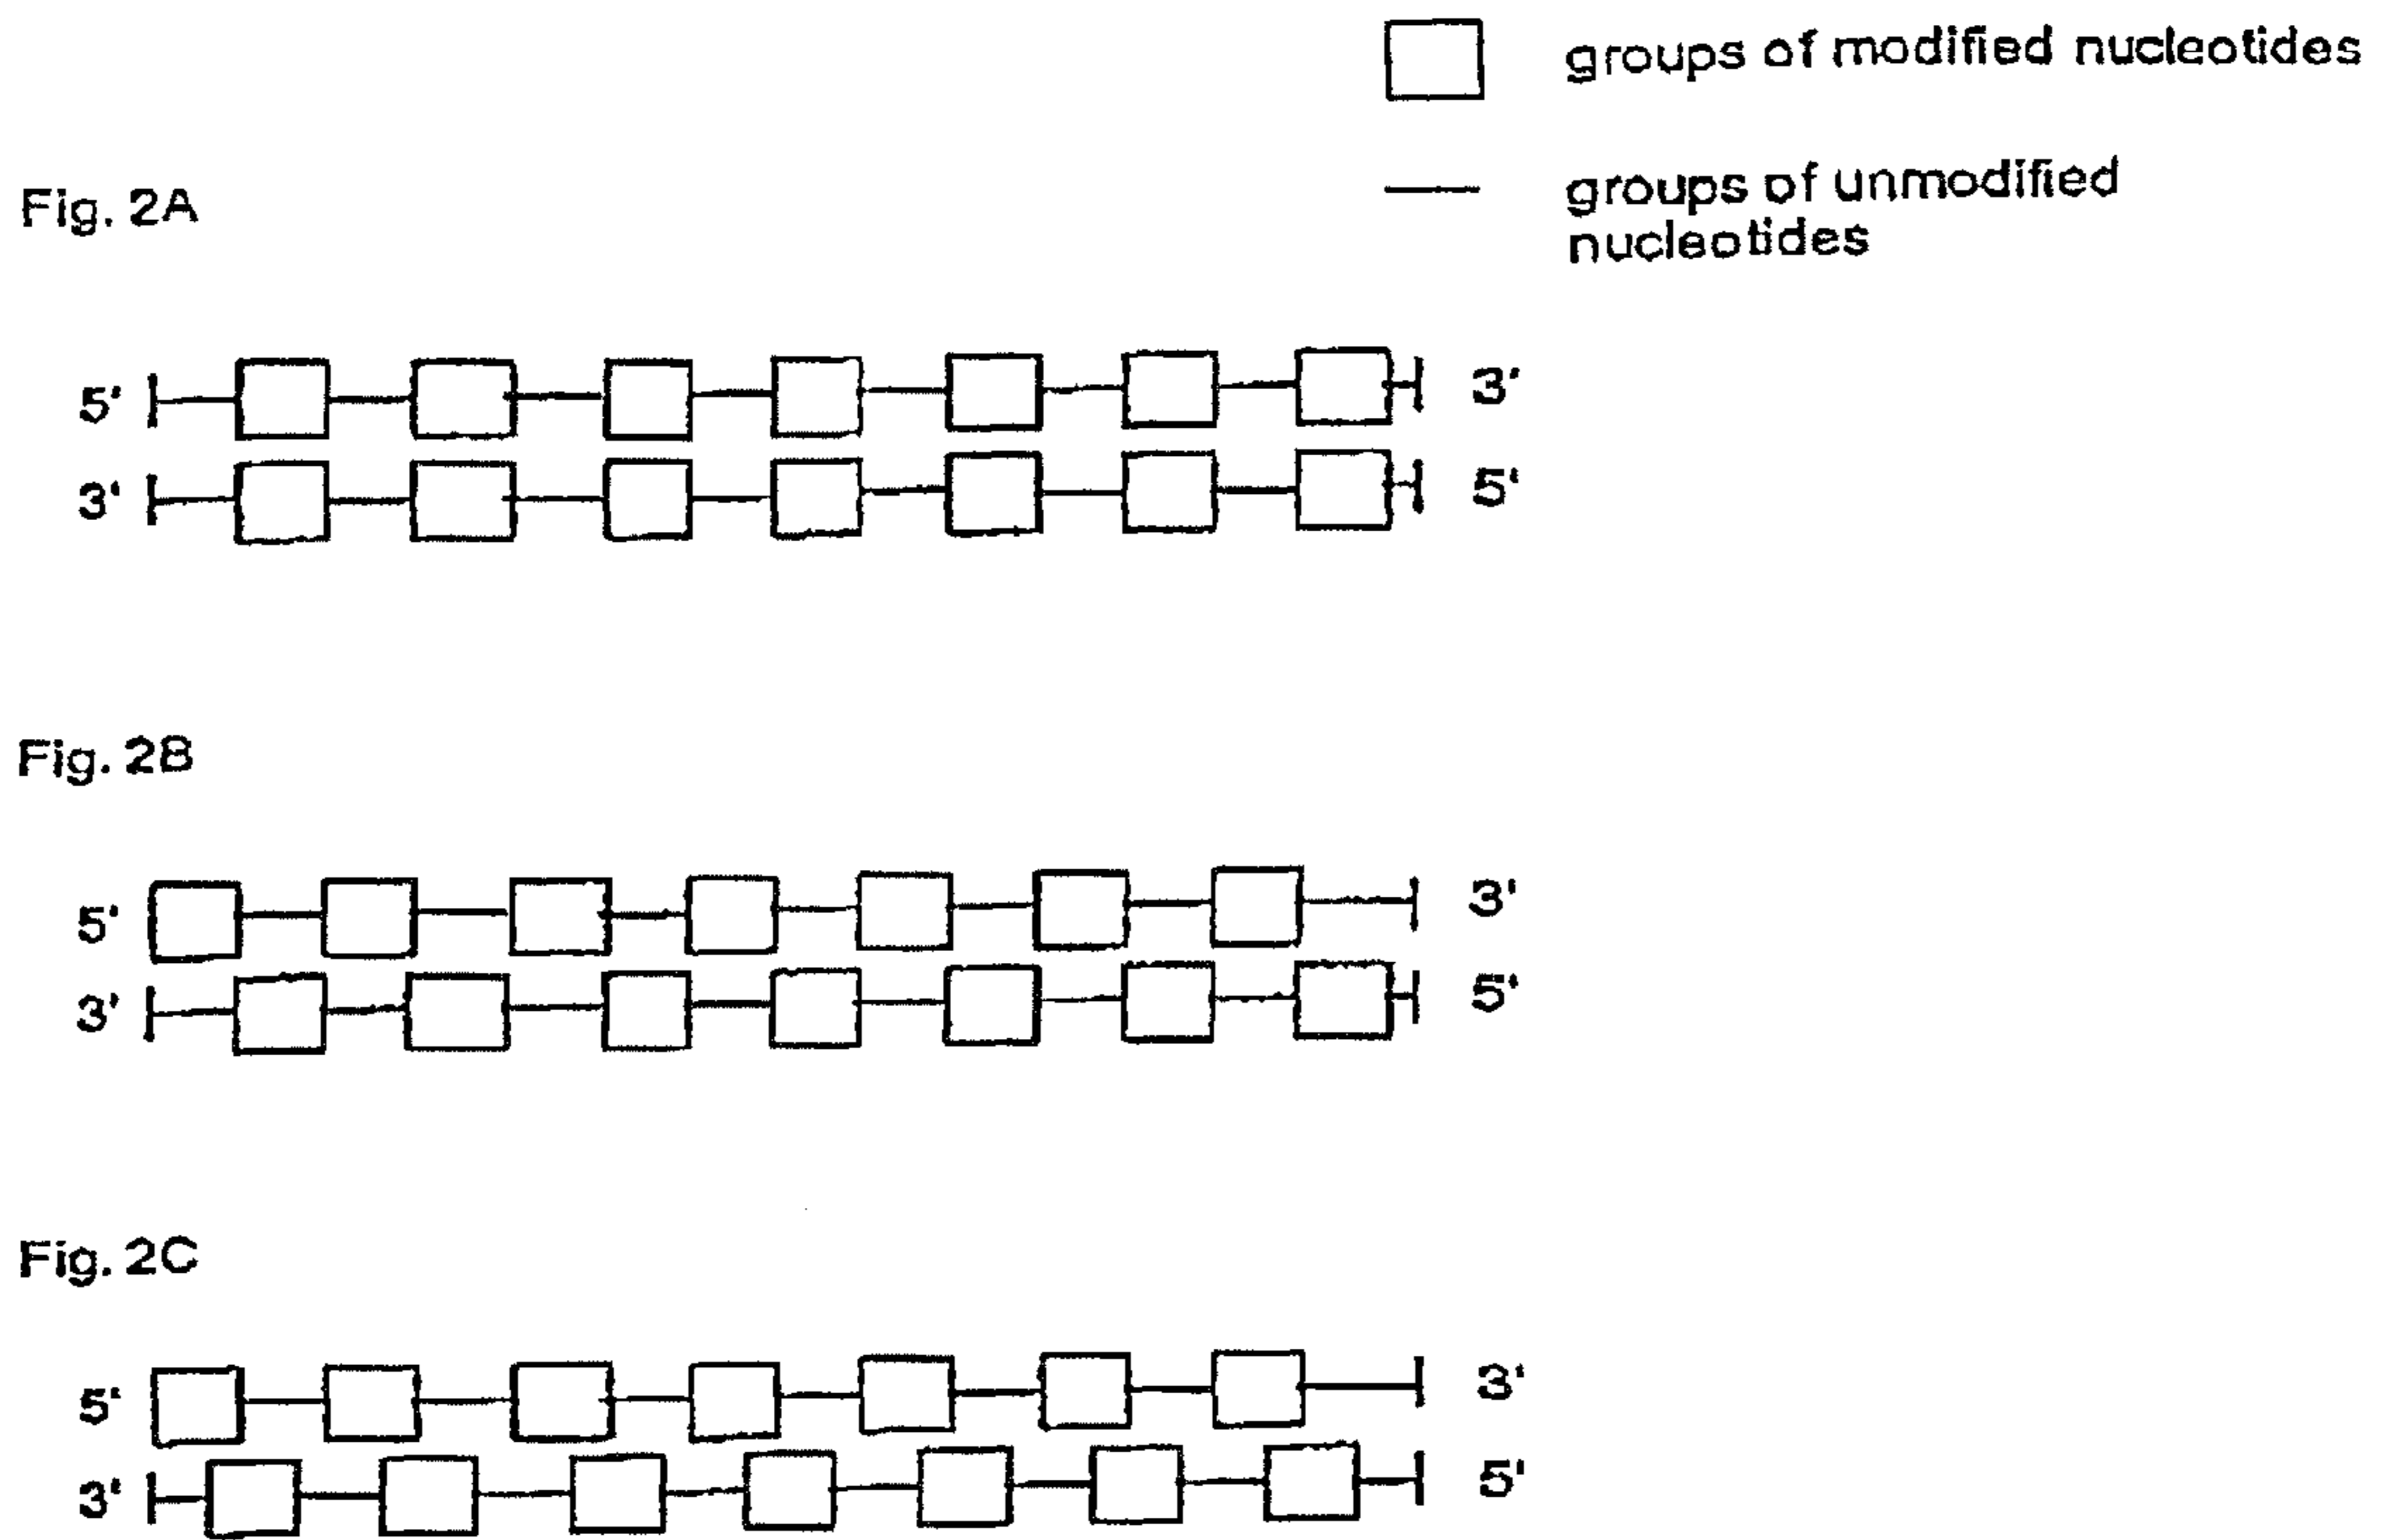 groups of modified nucleotides
groups of unmodified
nucleotides
Fig. 2A
5' 3'
3' 5'
Fig. 2B
5' 3'
3' 5'
Fig. 2C
5' 3'
3' 5'